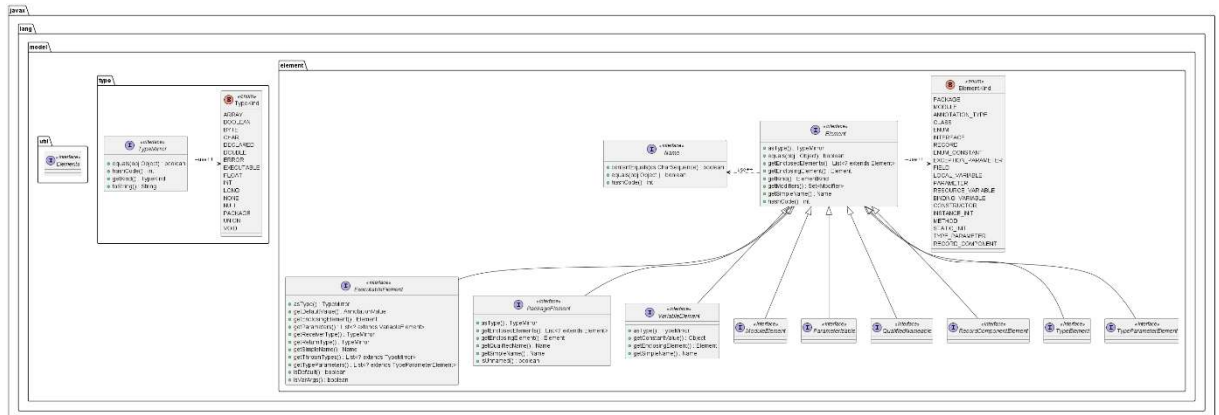 javax
lang
model
util
«interface»
Elements
type
«interface»
TypeMirror
equals(obj Object) : boolean
hashCode() : int
getKind() : TypeKind
toString() : String
«enum»
TypeKind
ARRAY
BOOLEAN
BYTE
CHAR
DECLARED
DOUBLE
ERROR
EXECUTABLE
FLOAT
INT
LONG
NONE
NULL
PACKAGE
UNION
VOID
element
«interface»
Name
contentEquals(cs CharSequence) : boolean
equals(obj Object) : boolean
hashCode() : int
«interface»
Element
asType() : TypeMirror
equals(obj : Object) : boolean
getEnclosedElements() : List<? extends Element>
getEnclosingElement() : Element
getKind() : ElementKind
getModifiers() : Set<Modifier>
getSimpleName() : Name
hashCode() : int
«enum»
ElementKind
PACKAGE
MODULE
ANNOTATION_TYPE
CLASS
ENUM
INTERFACE
RECORD
ENUM_CONSTANT
EXCEPTION_PARAMETER
FIELD
LOCAL_VARIABLE
PARAMETER
RESOURCE_VARIABLE
BINDING_VARIABLE
CONSTRUCTOR
INSTANCE_INIT
METHOD
STATIC_INIT
TYPE_PARAMETER
RECORD_COMPONENT
«interface»
ExecutableElement
asType() : TypeMirror
getDefaultValue() : AnnotationValue
getEnclosingElement() : Element
getParameters() : List<? extends VariableElement>
getReceiverType() : TypeMirror
getReturnType() : TypeMirror
getSimpleName() : Name
getThrownTypes() : List<? extends TypeMirror>
getTypeParameters() : List<? extends TypeParameterElement>
isDefault() : boolean
isVarArgs() : boolean
«interface»
PackageElement
asType() : TypeMirror
getEnclosedElements() : List<? extends Element>
getEnclosingElement() : Element
getQualifiedName() : Name
getSimpleName() : Name
isUnnamed() : boolean
«interface»
VariableElement
asType() : TypeMirror
getConstantValue() : Object
getEnclosingElement() : Element
getSimpleName() : Name
«interface»
ModuleElement
«interface»
Parameterizable
«interface»
QualifiedNameable
«interface»
RecordComponentElement
«interface»
TypeElement
«interface»
TypeParameterElement